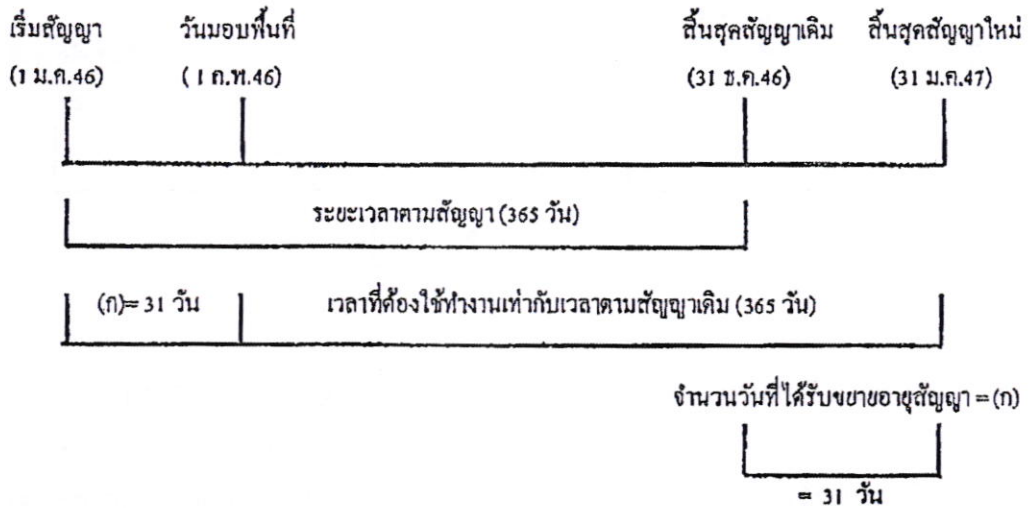 เริ่มสัญญา วันมอบพื้นที่ สิ้นสุดสัญญาเดิม สิ้นสุดสัญญาใหม่
(1 ม.ค.46) (1 ก.พ.46) (31 ธ.ค.46) (31 ม.ค.47)
ระยะเวลาตามสัญญา (365 วัน)
(ก)= 31 วัน เวลาที่ต้องใช้ทำงานเท่ากับเวลาตามสัญญาเดิม (365 วัน)
จำนวนวันที่ได้รับขยายอายุสัญญา = (ก)
= 31 วัน